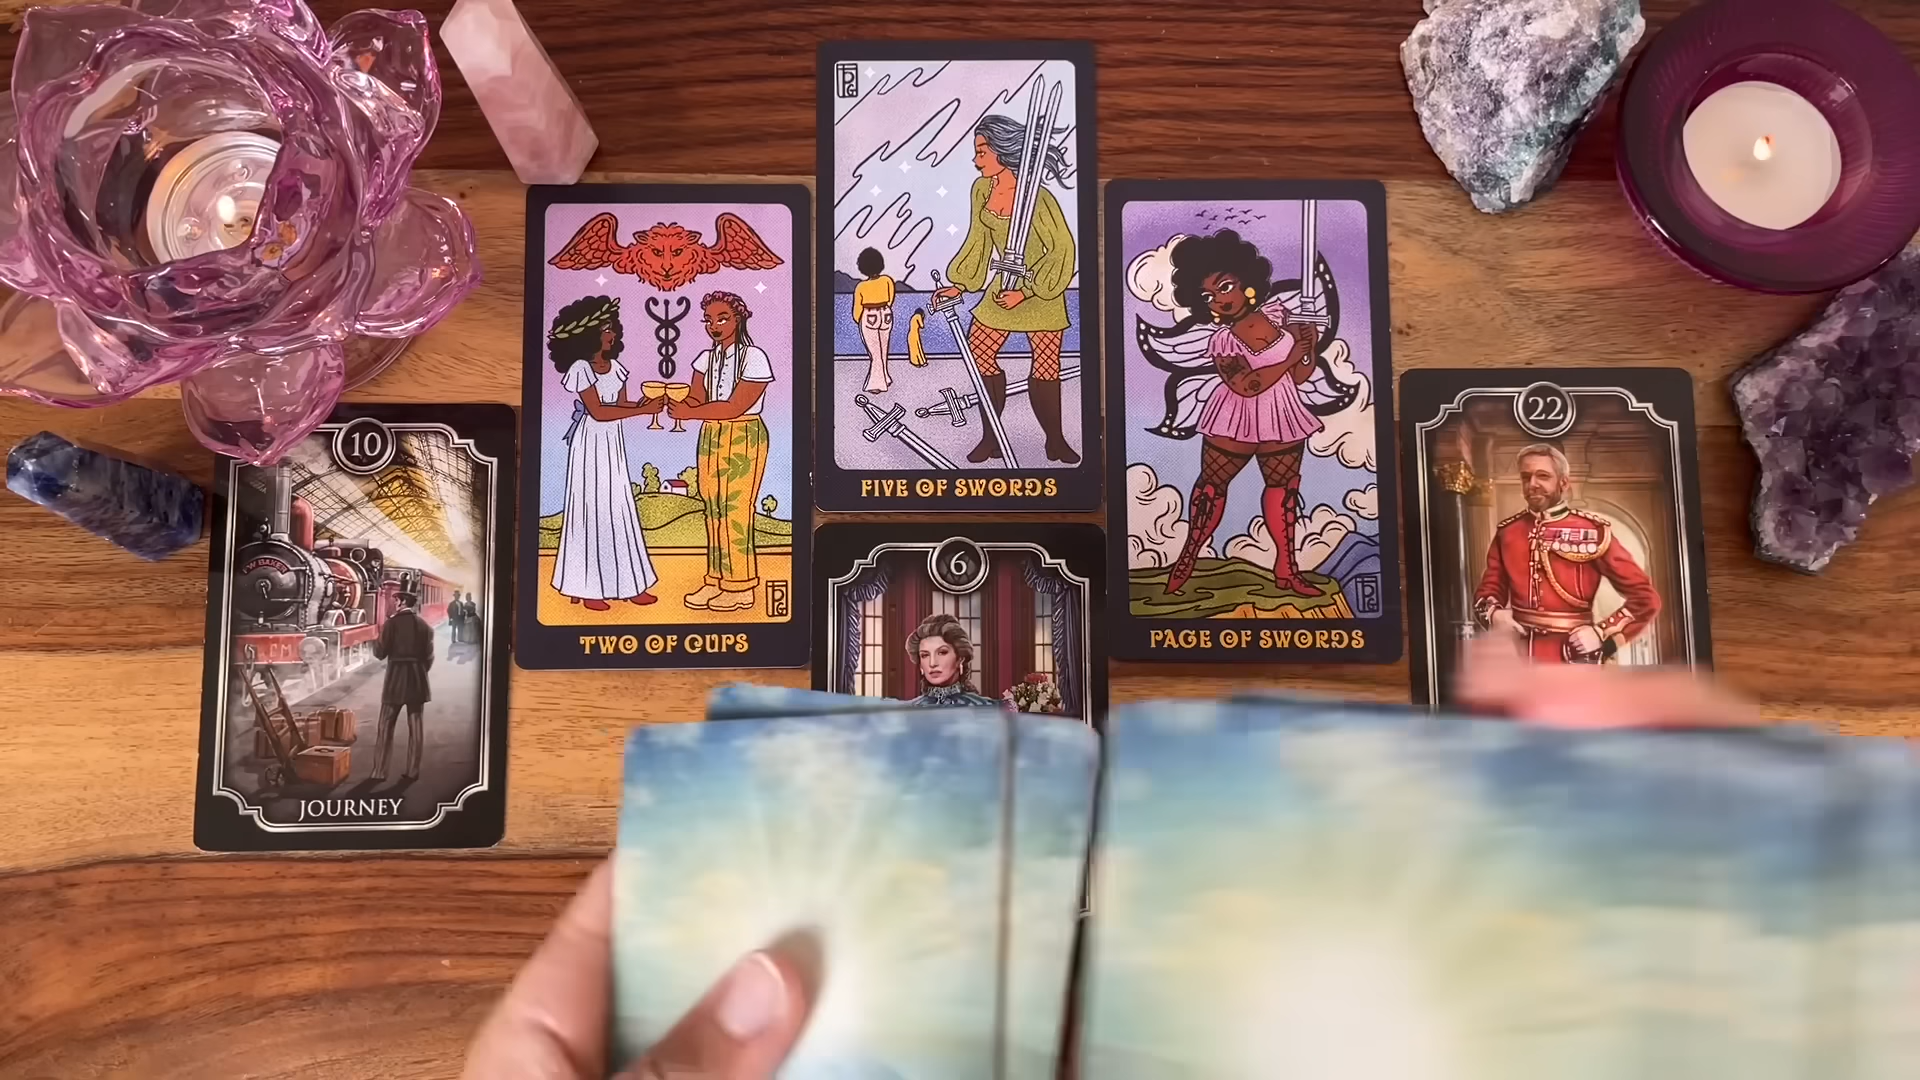 FIVE OF SWORDS
TWO OF CUPS
PAGE OF SWORDS
10
JOURNEY
6
22